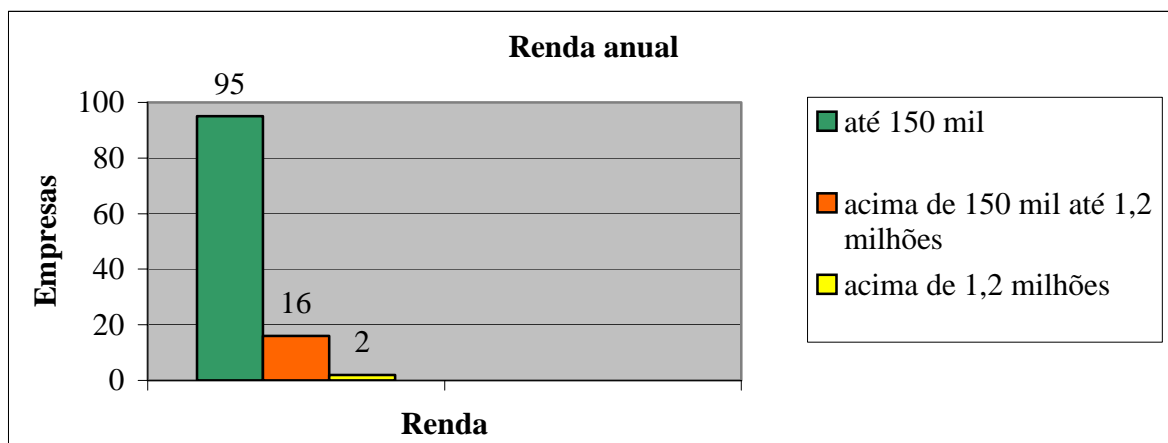 Renda anual
95
100
80
60
40
20
0
16
2
Empresas
Renda
até 150 mil
acima de 150 mil até 1,2
milhões
acima de 1,2 milhões